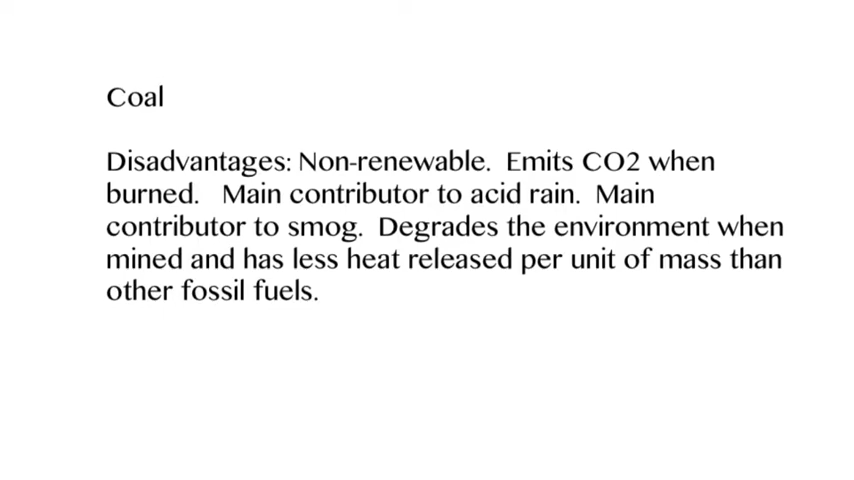 Coal
Disadvantages: Non-renewable.  Emits CO2 when
burned.   Main contributor to acid rain.  Main
contributor to smog.  Degrades the environment when
mined and has less heat released per unit of mass than
other fossil fuels.